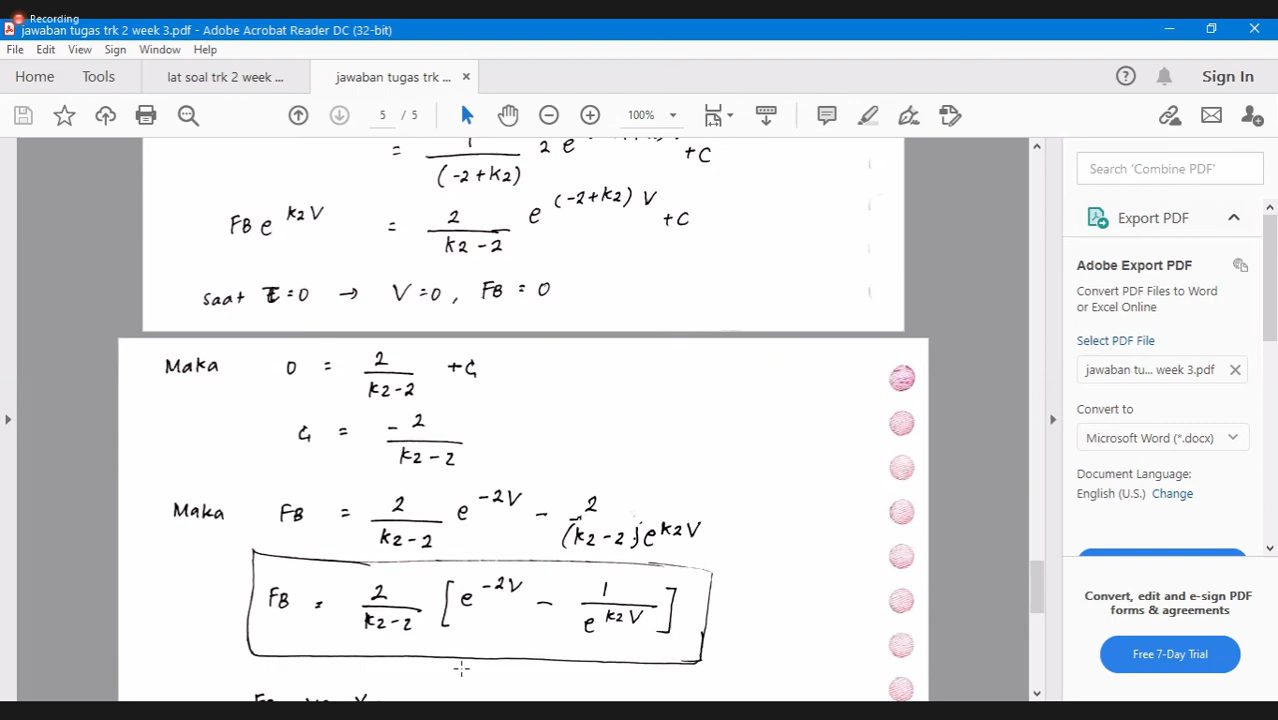 Recording
jawaban tugas trk 2 week 3.pdf - Adobe Acrobat Reader DC (32-bit)
File Edit View Sign Window Help
Home Tools lat soal trk 2 week ... jawaban tugas trk ... × Sign In
5 / 5 100%
= 1/(-2+k2) 2 e +C
FB e^(k2V) = 2/(k2-2) e^((-2+k2)V) +C
saat τ=0 → V=0, FB = 0
Maka 0 = 2/(k2-2) + C1
C1 = -2/(k2-2)
Maka FB = 2/(k2-2) e^(-2V) - 2/((k2-2)e^(k2V))
FB = 2/(k2-2) [e^(-2V) - 1/e^(k2V)]
Search 'Combine PDF'
Export PDF
Adobe Export PDF
Convert PDF Files to Word
or Excel Online
Select PDF File
jawaban tu... week 3.pdf ×
Convert to
Microsoft Word (*.docx)
Document Language:
English (U.S.) Change
Convert, edit and e-sign PDF
forms & agreements
Free 7-Day Trial